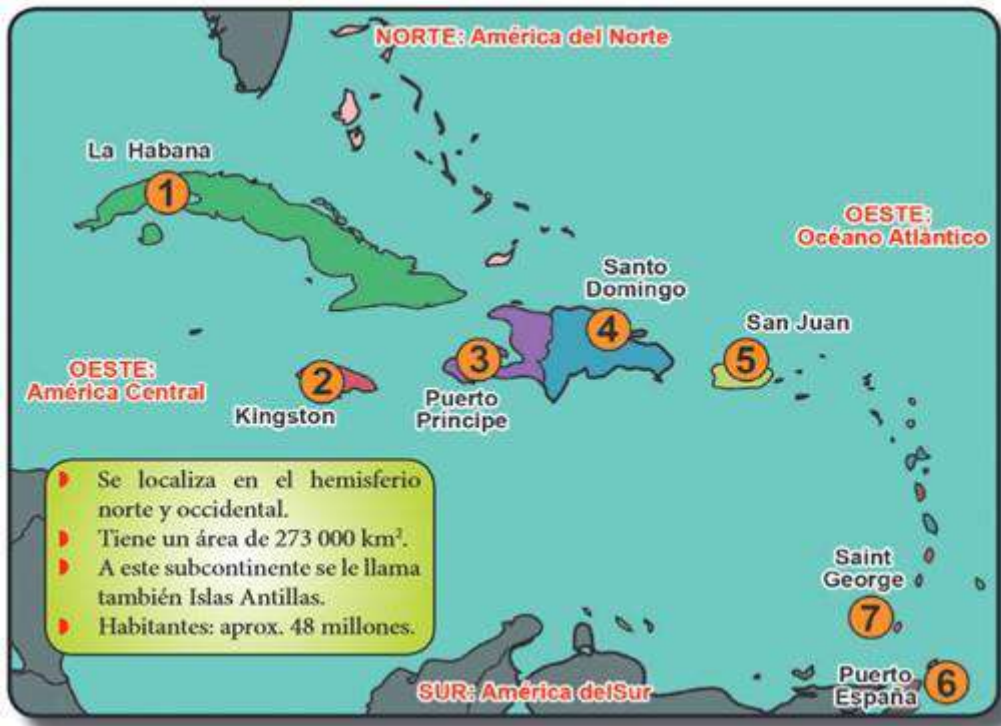 NORTE: América del Norte
La Habana
1
OESTE:
Océano Atlántico
Santo
Domingo
4
San Juan
5
3
OESTE:
América Central
2
Puerto
Príncipe
Kingston
Se localiza en el hemisferio
norte y occidental.
Tiene un área de 273 000 km².
A este subcontinente se le llama
también Islas Antillas.
Habitantes: aprox. 48 millones.
Saint
George
7
Puerto
España
6
SUR: América delSur